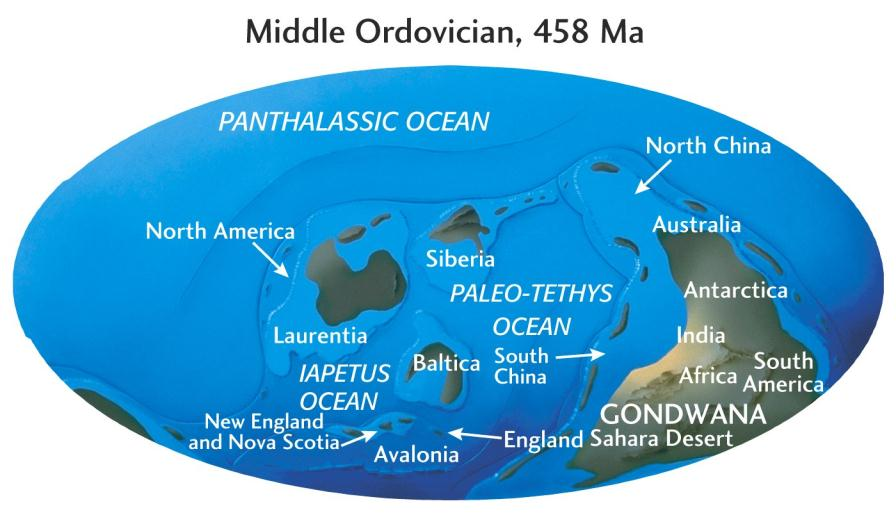 Middle Ordovician, 458 Ma
PANTHALASSIC OCEAN
North China
North America
Australia
Siberia
PALEO-TETHYS
OCEAN
Antarctica
Laurentia
India
Baltica
South
China
IAPETUS
OCEAN
Africa
South
America
GONDWANA
New England
and Nova Scotia
England
Sahara Desert
Avalonia